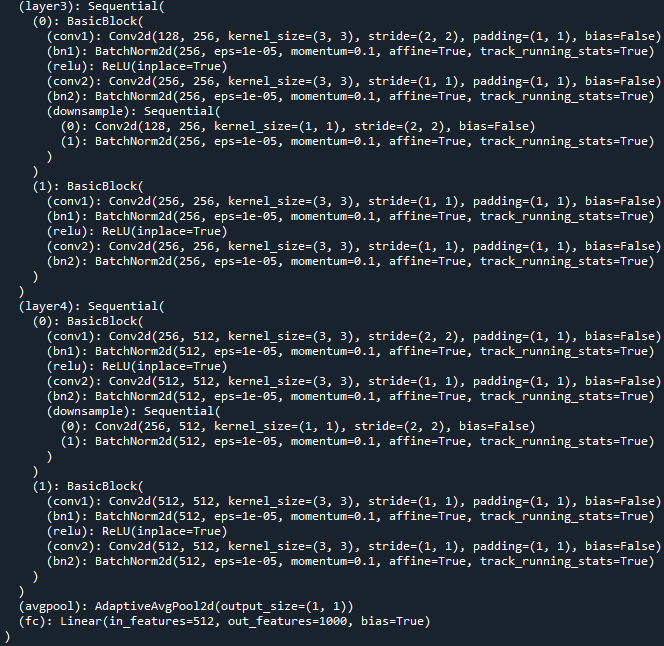 (layer3): Sequential(
(0): BasicBlock(
(conv1): Conv2d(128, 256, kernel_size=(3, 3), stride=(2, 2), padding=(1, 1), bias=False)
(bn1): BatchNorm2d(256, eps=1e-05, momentum=0.1, affine=True, track_running_stats=True)
(relu): ReLU(inplace=True)
(conv2): Conv2d(256, 256, kernel_size=(3, 3), stride=(1, 1), padding=(1, 1), bias=False)
(bn2): BatchNorm2d(256, eps=1e-05, momentum=0.1, affine=True, track_running_stats=True)
(downsample): Sequential(
(0): Conv2d(128, 256, kernel_size=(1, 1), stride=(2, 2), bias=False)
(1): BatchNorm2d(256, eps=1e-05, momentum=0.1, affine=True, track_running_stats=True)
)
)
(1): BasicBlock(
(conv1): Conv2d(256, 256, kernel_size=(3, 3), stride=(1, 1), padding=(1, 1), bias=False)
(bn1): BatchNorm2d(256, eps=1e-05, momentum=0.1, affine=True, track_running_stats=True)
(relu): ReLU(inplace=True)
(conv2): Conv2d(256, 256, kernel_size=(3, 3), stride=(1, 1), padding=(1, 1), bias=False)
(bn2): BatchNorm2d(256, eps=1e-05, momentum=0.1, affine=True, track_running_stats=True)
)
)
(layer4): Sequential(
(0): BasicBlock(
(conv1): Conv2d(256, 512, kernel_size=(3, 3), stride=(2, 2), padding=(1, 1), bias=False)
(bn1): BatchNorm2d(512, eps=1e-05, momentum=0.1, affine=True, track_running_stats=True)
(relu): ReLU(inplace=True)
(conv2): Conv2d(512, 512, kernel_size=(3, 3), stride=(1, 1), padding=(1, 1), bias=False)
(bn2): BatchNorm2d(512, eps=1e-05, momentum=0.1, affine=True, track_running_stats=True)
(downsample): Sequential(
(0): Conv2d(256, 512, kernel_size=(1, 1), stride=(2, 2), bias=False)
(1): BatchNorm2d(512, eps=1e-05, momentum=0.1, affine=True, track_running_stats=True)
)
)
(1): BasicBlock(
(conv1): Conv2d(512, 512, kernel_size=(3, 3), stride=(1, 1), padding=(1, 1), bias=False)
(bn1): BatchNorm2d(512, eps=1e-05, momentum=0.1, affine=True, track_running_stats=True)
(relu): ReLU(inplace=True)
(conv2): Conv2d(512, 512, kernel_size=(3, 3), stride=(1, 1), padding=(1, 1), bias=False)
(bn2): BatchNorm2d(512, eps=1e-05, momentum=0.1, affine=True, track_running_stats=True)
)
)
(avgpool): AdaptiveAvgPool2d(output_size=(1, 1))
(fc): Linear(in_features=512, out_features=1000, bias=True)
)